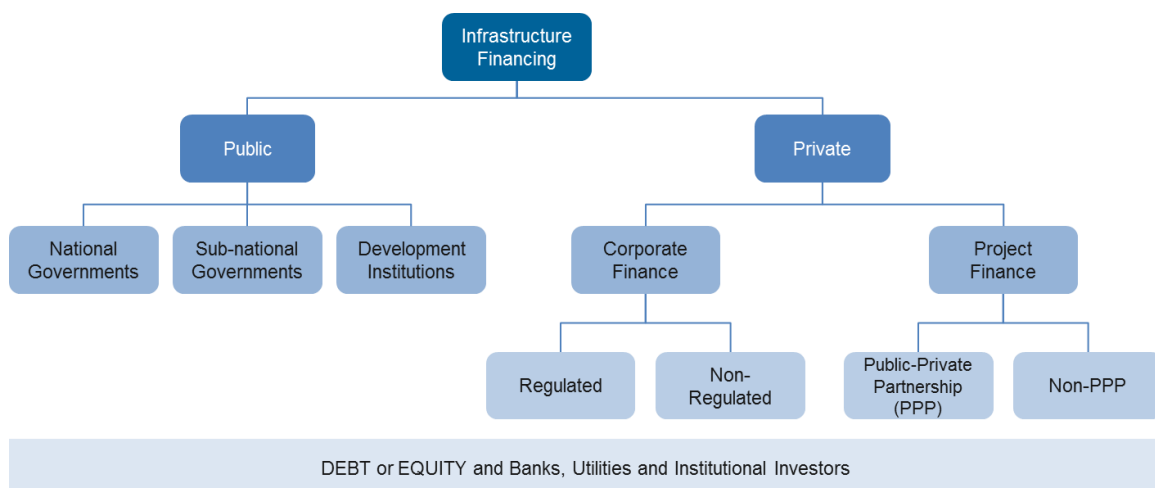 Infrastructure
Financing
Public
Private
National
Governments
Sub-national
Governments
Development
Institutions
Corporate
Finance
Project
Finance
Regulated
Non-
Regulated
Public-Private
Partnership
(PPP)
Non-PPP
DEBT or EQUITY and Banks, Utilities and Institutional Investors